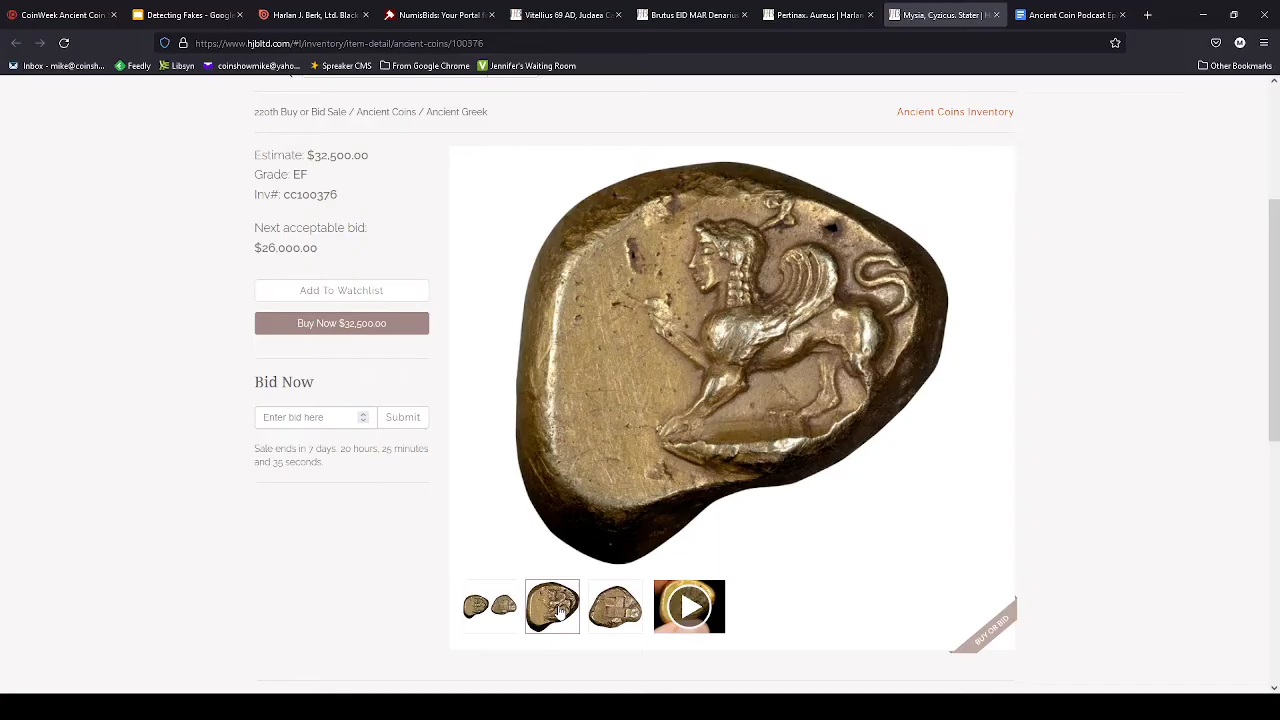 CoinWeek Ancient Coin S
Detecting Fakes - Google
Harlan J. Berk, Ltd. Black
NumisBids: Your Portal f
Vitellius 69 AD, Judaea Ce
Brutus EID MAR Denarius
Pertinax. Aureus | Harlan
Mysia, Cyzicus. Stater | H
Ancient Coin Podcast Ep
https://www.hjbltd.com/#!/inventory/item-detail/ancient-coins/100376
Inbox - mike@coinsh...
Feedly
Libsyn
coinshowmike@yaho...
Spreaker CMS
From Google Chrome
Jennifer's Waiting Room
Other Bookmarks
220th Buy or Bid Sale / Ancient Coins / Ancient Greek
Ancient Coins Inventory
Estimate: $32,500.00
Grade: EF
Inv#: cc100376
Next acceptable bid:
$26,000.00
Add To Watchlist
Buy Now $32,500.00
Bid Now
Enter bid here
Submit
Sale ends in 7 days, 20 hours, 25 minutes
and 35 seconds.
BUY OR BID